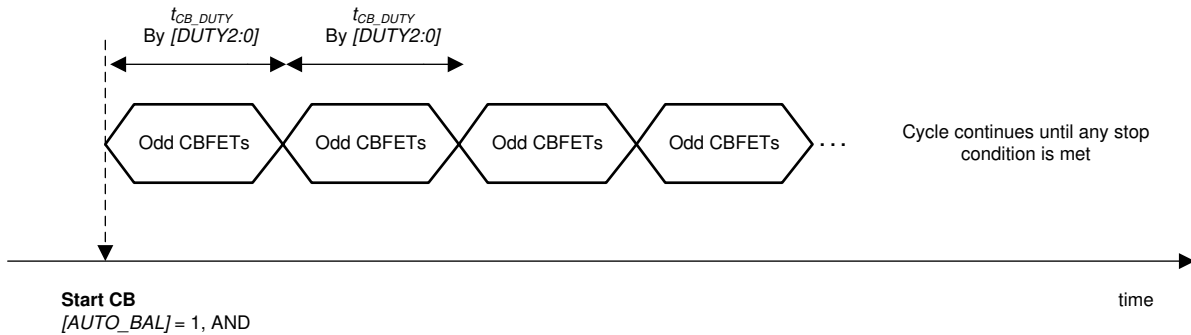 tCB_DUTY tCB_DUTY
By [DUTY2:0] By [DUTY2:0]
Odd CBFETs Odd CBFETs Odd CBFETs Odd CBFETs ... Cycle continues until any stop
condition is met
Start CB time
[AUTO_BAL] = 1, AND